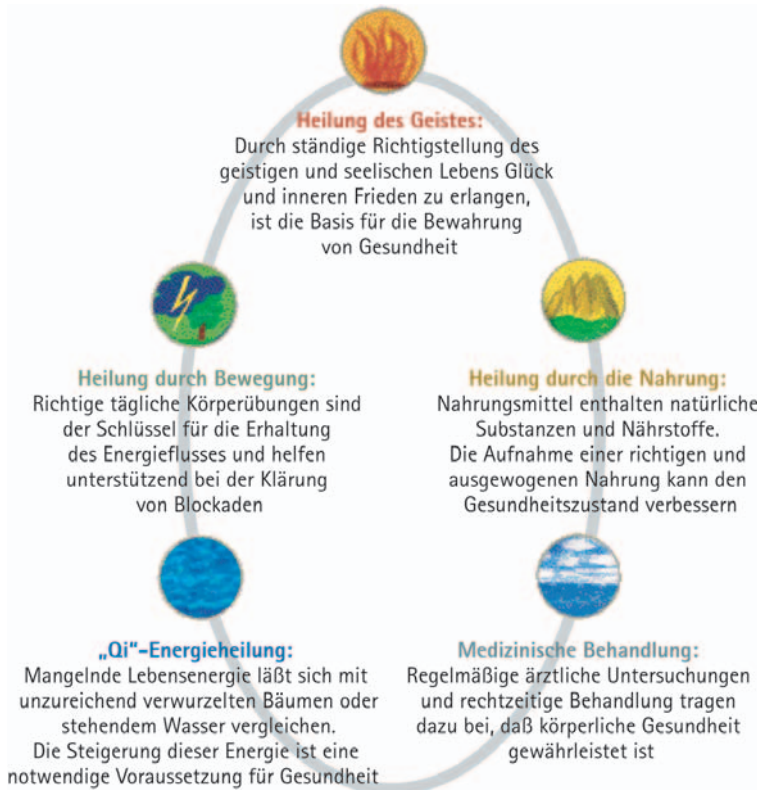 Heilung des Geistes:
Durch ständige Richtigstellung des
geistigen und seelischen Lebens Glück
und inneren Frieden zu erlangen,
ist die Basis für die Bewahrung
von Gesundheit
Heilung durch Bewegung:
Richtige tägliche Körperübungen sind
der Schlüssel für die Erhaltung
des Energieflusses und helfen
unterstützend bei der Klärung
von Blockaden
Heilung durch die Nahrung:
Nahrungsmittel enthalten natürliche
Substanzen und Nährstoffe.
Die Aufnahme einer richtigen und
ausgewogenen Nahrung kann den
Gesundheitszustand verbessern
„Qi“-Energieheilung:
Mangelnde Lebensenergie läßt sich mit
unzureichend verwurzelten Bäumen oder
stehendem Wasser vergleichen.
Die Steigerung dieser Energie ist eine
notwendige Voraussetzung für Gesundheit
Medizinische Behandlung:
Regelmäßige ärztliche Untersuchungen
und rechtzeitige Behandlung tragen
dazu bei, daß körperliche Gesundheit
gewährleistet ist